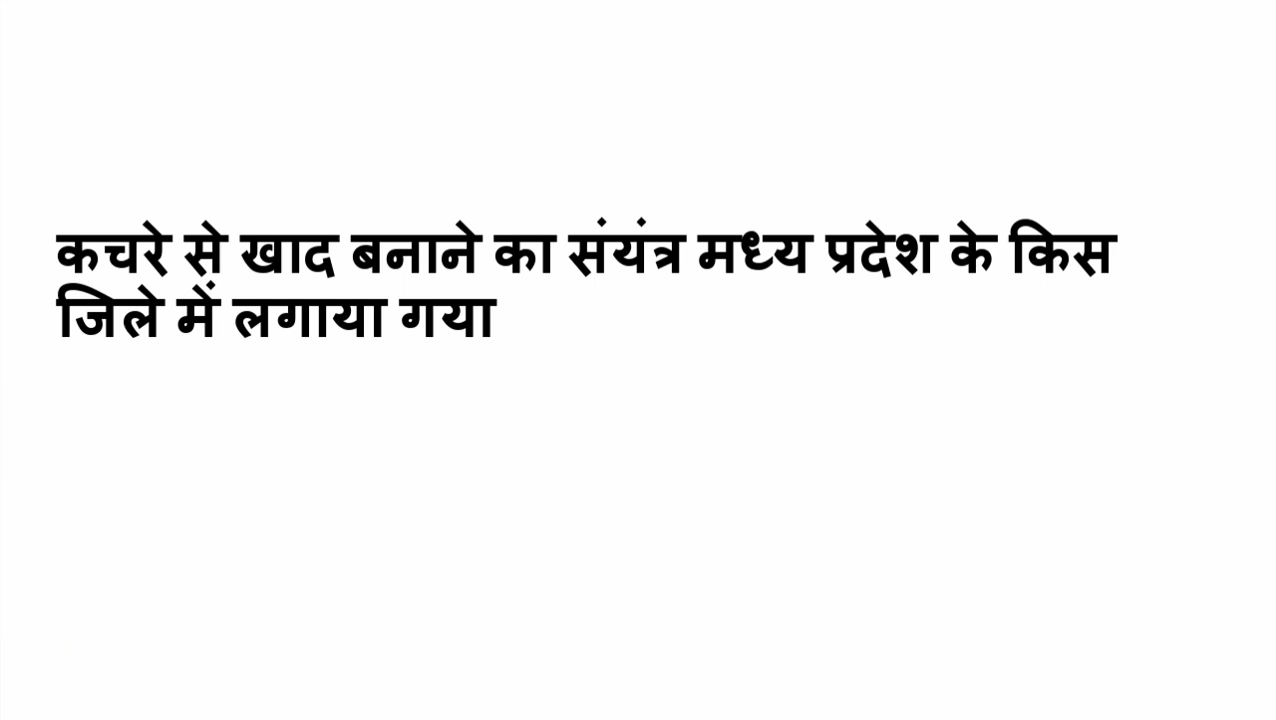 कचरे से खाद बनाने का संयंत्र मध्य प्रदेश के किस
जिले में लगाया गया